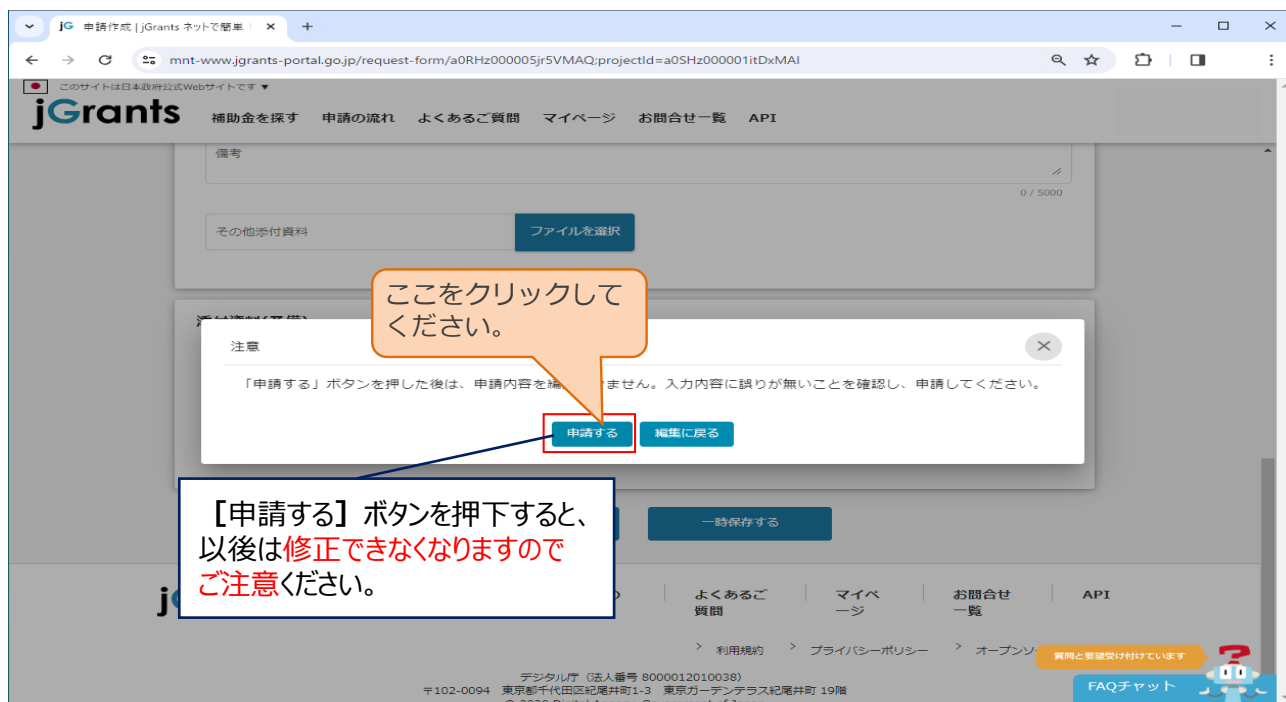 jG 申請作成 | jGrants ネットで簡単!
mnt-www.jgrants-portal.go.jp/request-form/a0RHz000005jr5VMAQ;projectId=a0SHz000001itDxMAI
このサイトは日本政府公式Webサイトです ▼
jGrants 補助金を探す 申請の流れ よくあるご質問 マイページ お問合せ一覧 API
備考
0 / 5000
その他添付資料 ファイルを選択
ここをクリックして
ください。
注意
「申請する」ボタンを押した後は、申請内容を編 きません。入力内容に誤りが無いことを確認し、申請してください。
申請する 編集に戻る
【申請する】ボタンを押下すると、
以後は修正できなくなりますので
ご注意ください。
一時保存する
よくあるご
質問
マイペ
ージ
お問合せ
一覧
API
利用規約 プライバシーポリシー オープンソ
質問と要望受け付けています
FAQチャット
デジタル庁(法人番号 8000012010038)
〒102-0094 東京都千代田区紀尾井町1-3 東京ガーデンテラス紀尾井町 19階